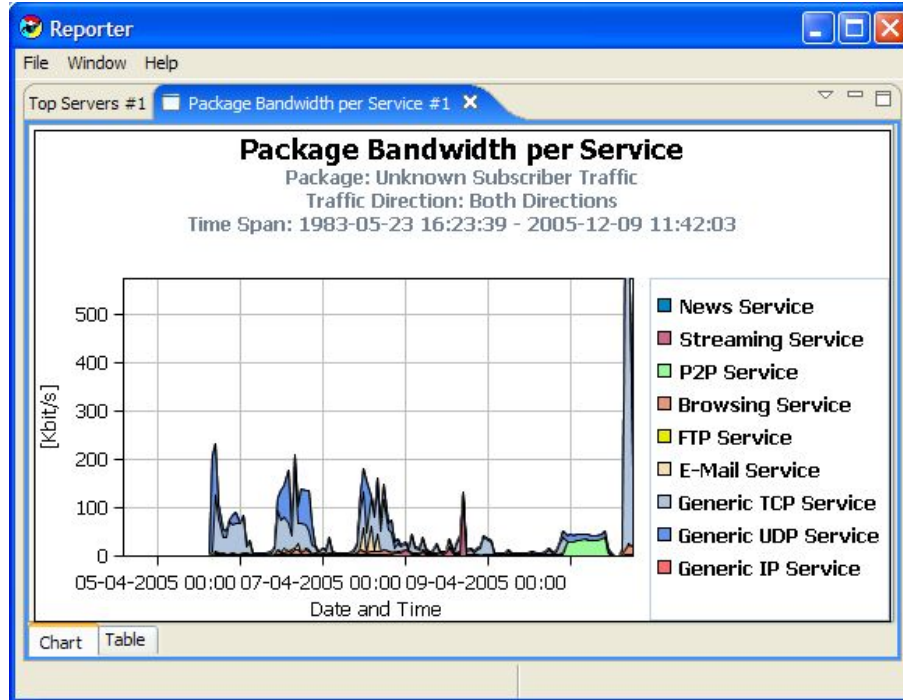 Reporter
File Window Help
Top Servers #1 Package Bandwidth per Service #1
Package Bandwidth per Service
Package: Unknown Subscriber Traffic
Traffic Direction: Both Directions
Time Span: 1983-05-23 16:23:39 - 2005-12-09 11:42:03
500
400
300
200
100
0
[Kbit/s]
05-04-2005 00:00 07-04-2005 00:00 09-04-2005 00:00
Date and Time
News Service
Streaming Service
P2P Service
Browsing Service
FTP Service
E-Mail Service
Generic TCP Service
Generic UDP Service
Generic IP Service
Chart Table